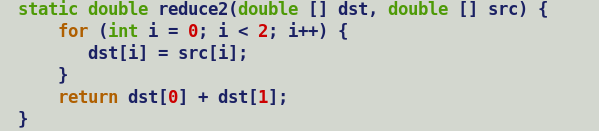 static double reduce2(double [] dst, double [] src) {
    for (int i = 0; i < 2; i++) {
       dst[i] = src[i];
    }
    return dst[0] + dst[1];
}